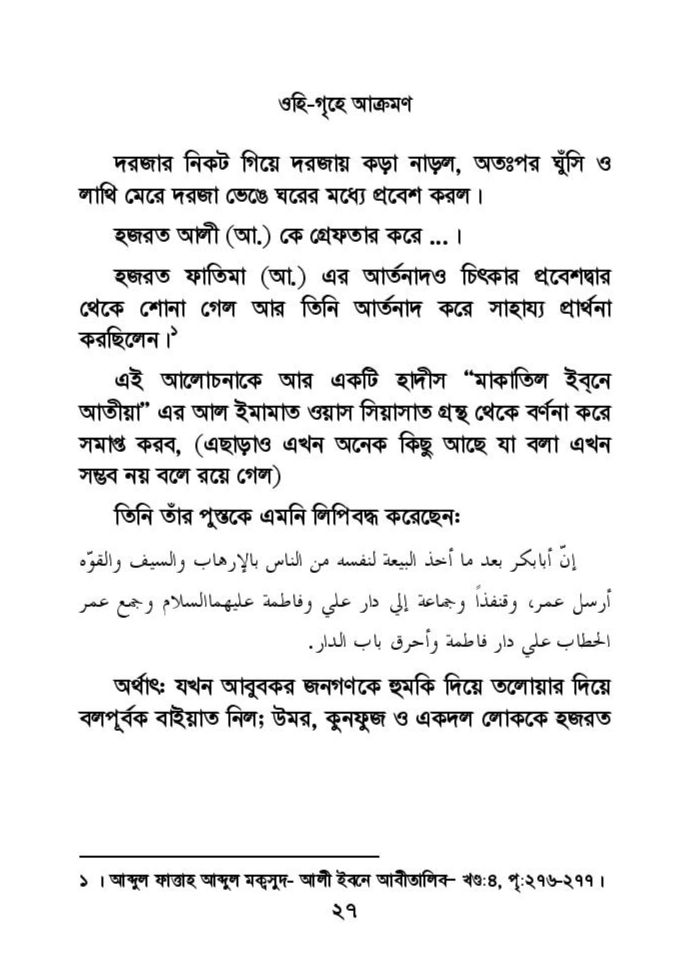 ওহি-গৃহে আক্রমণ
দরজার নিকট গিয়ে দরজায় কড়া নাড়ল, অতঃপর ঘুঁসি ও
লাথি মেরে দরজা ভেঙে ঘরের মধ্যে প্রবেশ করল।
হজরত আলী (আ.) কে গ্রেফতার করে ...।
হজরত ফাতিমা (আ.) এর আর্তনাদও চিৎকার প্রবেশদ্বার
থেকে শোনা গেল আর তিনি আর্তনাদ করে সাহায্য প্রার্থনা
করছিলেন।১
এই আলোচনাকে আর একটি হাদীস “মাকাতিল ইব্‌নে
আতীয়া” এর আল ইমামাত ওয়াস সিয়াসাত গ্রন্থ থেকে বর্ণনা করে
সমাপ্ত করব, (এছাড়াও এখন অনেক কিছু আছে যা বলা এখন
সম্ভব নয় বলে রয়ে গেল)
তিনি তাঁর পুস্তকে এমনি লিপিবদ্ধ করেছেন:
إنّ أبابكر بعد ما أخذ البيعة لنفسه من الناس بالإرهاب والسيف والقوّه
أرسل عمر، وقنفذاً وجماعة إلي دار علي وفاطمة عليهماالسلام وجمع عمر
الحطاب علي دار فاطمة وأحرق باب الدار.
অর্থাৎ: যখন আবুবকর জনগণকে হুমকি দিয়ে তলোয়ার দিয়ে
বলপূর্বক বাইয়াত নিল; উমর, কুনফুজ ও একদল লোককে হজরত
১ । আব্দুল ফাত্তাহ আব্দুল মক্‌সুদ- আলী ইবনে আবীতালিব– খণ্ড:৪, পৃ:২৭৬-২৭৭।
২৭